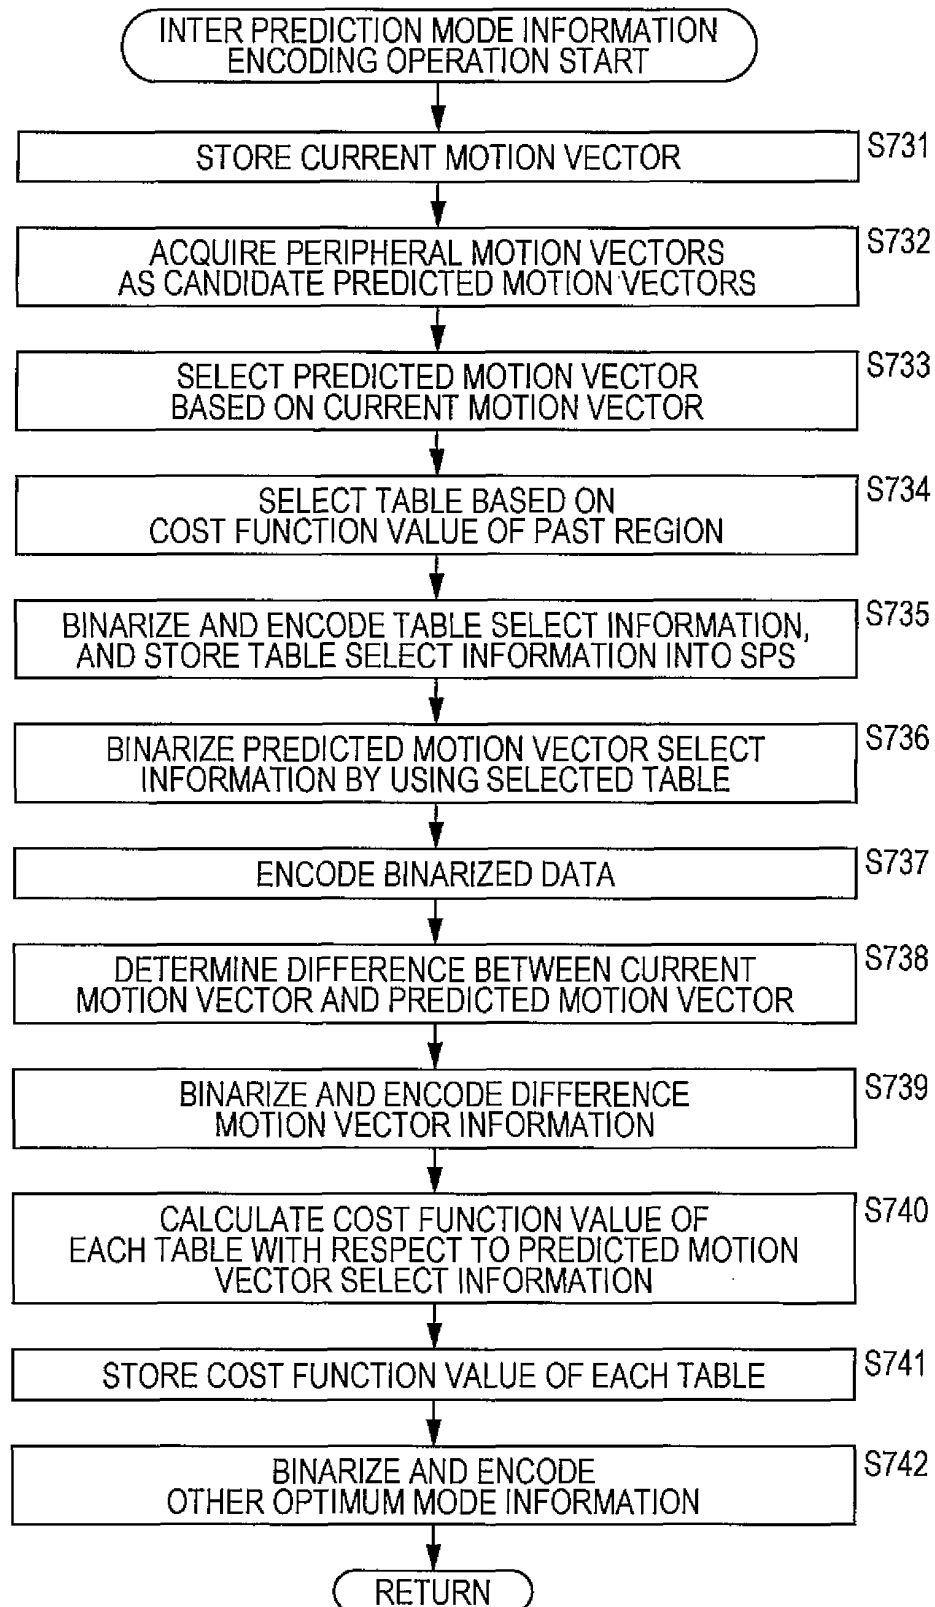 INTER PREDICTION MODE INFORMATION
ENCODING OPERATION START
S731
STORE CURRENT MOTION VECTOR
S732
ACQUIRE PERIPHERAL MOTION VECTORS
AS CANDIDATE PREDICTED MOTION VECTORS
S733
SELECT PREDICTED MOTION VECTOR
BASED ON CURRENT MOTION VECTOR
S734
SELECT TABLE BASED ON
COST FUNCTION VALUE OF PAST REGION
S735
BINARIZE AND ENCODE TABLE SELECT INFORMATION,
AND STORE TABLE SELECT INFORMATION INTO SPS
S736
BINARIZE PREDICTED MOTION VECTOR SELECT
INFORMATION BY USING SELECTED TABLE
S737
ENCODE BINARIZED DATA
S738
DETERMINE DIFFERENCE BETWEEN CURRENT
MOTION VECTOR AND PREDICTED MOTION VECTOR
S739
BINARIZE AND ENCODE DIFFERENCE
MOTION VECTOR INFORMATION
S740
CALCULATE COST FUNCTION VALUE OF
EACH TABLE WITH RESPECT TO PREDICTED MOTION
VECTOR SELECT INFORMATION
S741
STORE COST FUNCTION VALUE OF EACH TABLE
S742
BINARIZE AND ENCODE
OTHER OPTIMUM MODE INFORMATION
RETURN